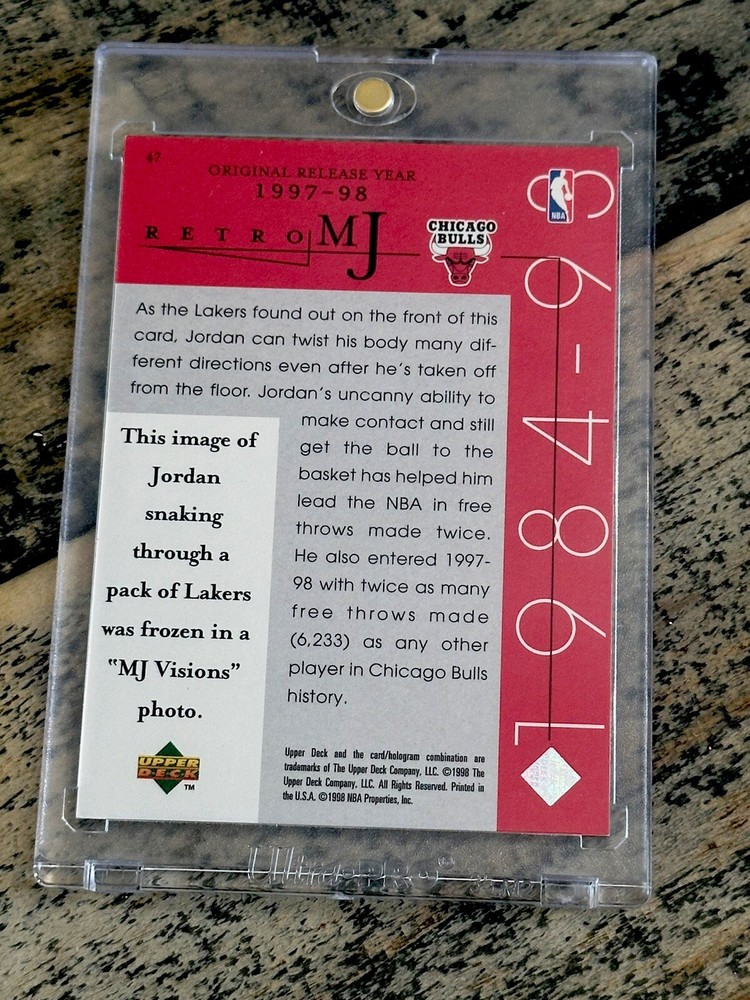 47
ORIGINAL RELEASE YEAR
1997-98
RETRO MJ
CHICAGO
BULLS
NBA
1984-93
As the Lakers found out on the front of this
card, Jordan can twist his body many dif-
ferent directions even after he's taken off
from the floor. Jordan's uncanny ability to
make contact and still
get the ball to the
basket has helped him
lead the NBA in free
throws made twice.
He also entered 1997-
98 with twice as many
free throws made
(6,233) as any other
player in Chicago Bulls
history.
This image of
Jordan
snaking
through a
pack of Lakers
was frozen in a
"MJ Visions"
photo.
UPPER
DECK
TM
Upper Deck and the card/hologram combination are
trademarks of The Upper Deck Company, LLC. ©1998 The
Upper Deck Company, LLC. All Rights Reserved. Printed in
the U.S.A. ©1998 NBA Properties, Inc.